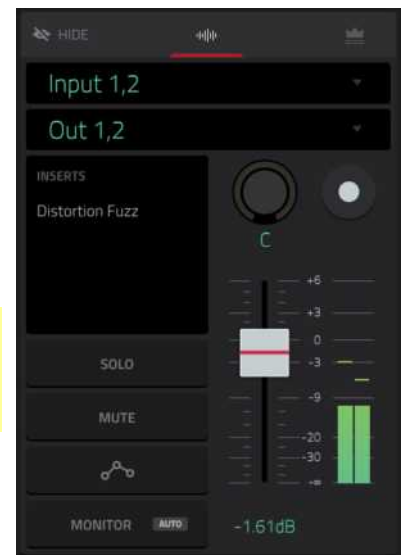 HIDE
Input 1,2
Out 1,2
INSERTS
Distortion Fuzz
C
+6
+3
0
-3
-9
-20
-30
-∞
SOLO
MUTE
MONITOR AUTO
-1.61dB